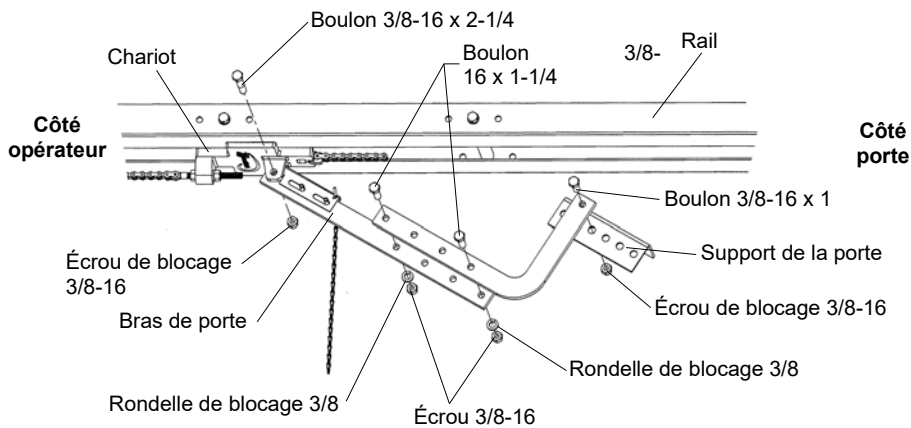 Boulon 3/8-16 x 2-1/4
Chariot
Boulon
16 x 1-1/4
3/8-
Rail
Côté
opérateur
Côté
porte
Boulon 3/8-16 x 1
Support de la porte
Écrou de blocage
3/8-16
Écrou de blocage 3/8-16
Bras de porte
Rondelle de blocage 3/8
Rondelle de blocage 3/8
Écrou 3/8-16